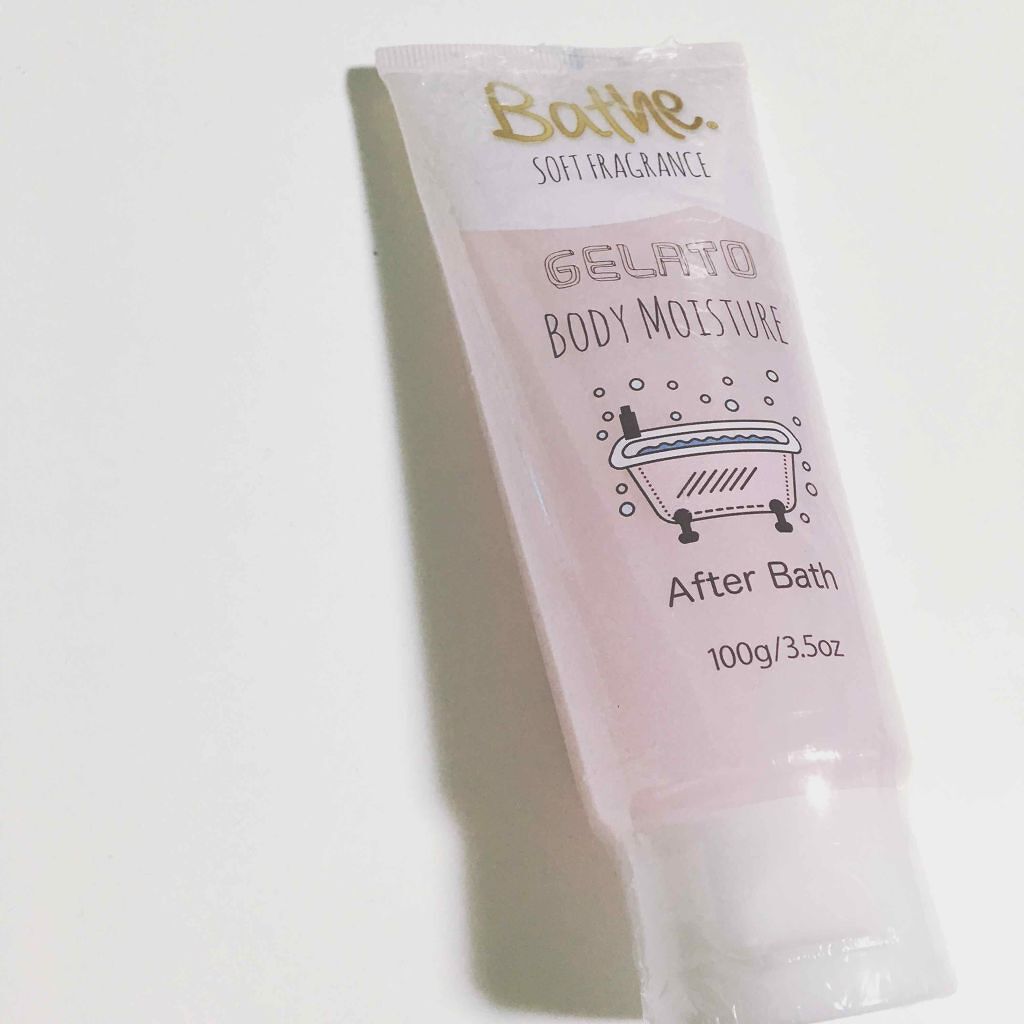 Bathe.
SOFT FRAGRANCE
GELATO
BODY MOISTURE
After Bath
100g/3.5oz